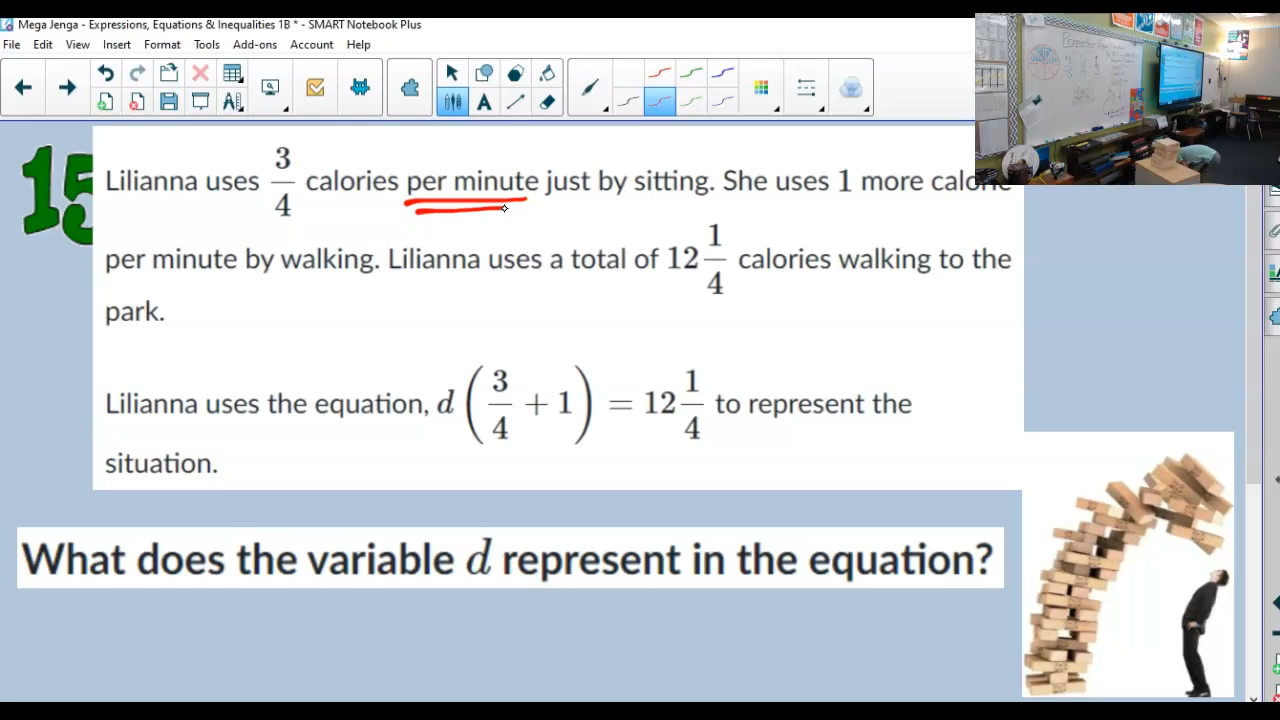 Mega Jenga - Expressions, Equations & Inequalities 1B * - SMART Notebook Plus
File Edit View Insert Format Tools Add-ons Account Help
15
Lilianna uses 3/4 calories per minute just by sitting. She uses 1 more calorie
per minute by walking. Lilianna uses a total of 12 1/4 calories walking to the
park.
Lilianna uses the equation, d(3/4 + 1) = 12 1/4 to represent the
situation.
What does the variable d represent in the equation?